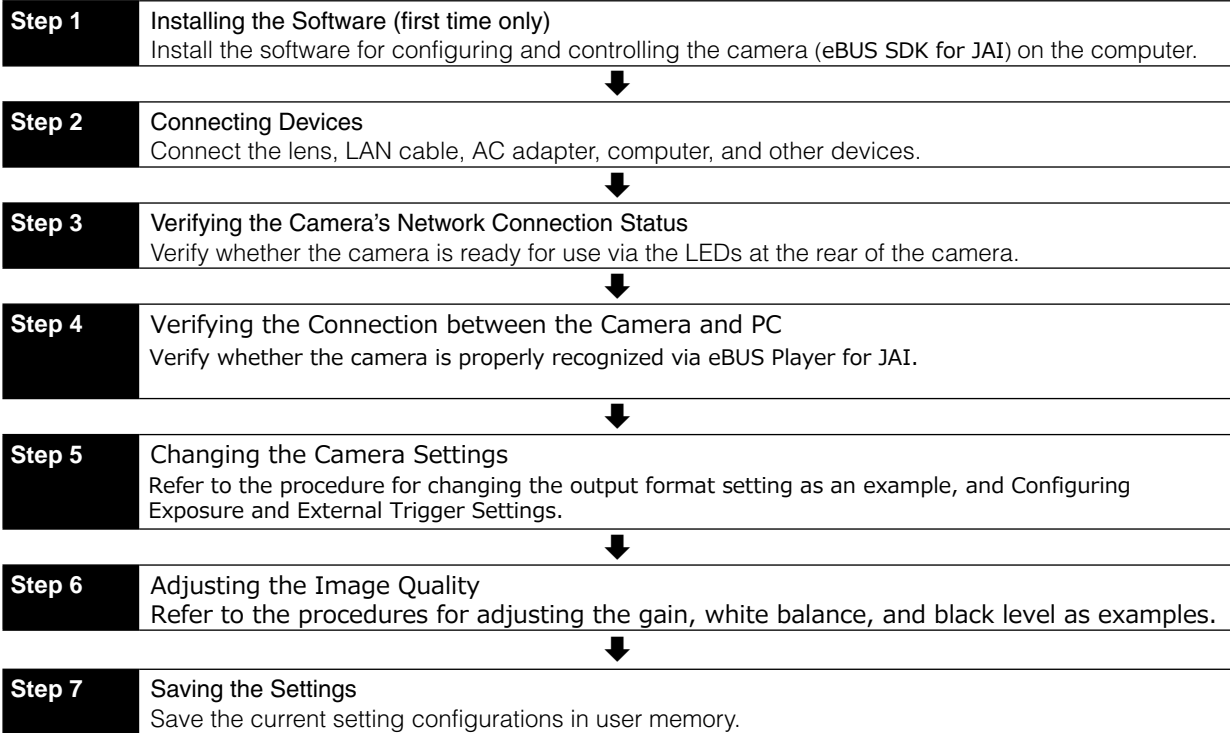 Step 1
Installing the Software (first time only)
Install the software for configuring and controlling the camera (eBUS SDK for JAI) on the computer.
Step 2
Connecting Devices
Connect the lens, LAN cable, AC adapter, computer, and other devices.
Step 3
Verifying the Camera's Network Connection Status
Verify whether the camera is ready for use via the LEDs at the rear of the camera.
Step 4
Verifying the Connection between the Camera and PC
Verify whether the camera is properly recognized via eBUS Player for JAI.
Step 5
Changing the Camera Settings
Refer to the procedure for changing the output format setting as an example, and Configuring
Exposure and External Trigger Settings.
Step 6
Adjusting the Image Quality
Refer to the procedures for adjusting the gain, white balance, and black level as examples.
Step 7
Saving the Settings
Save the current setting configurations in user memory.